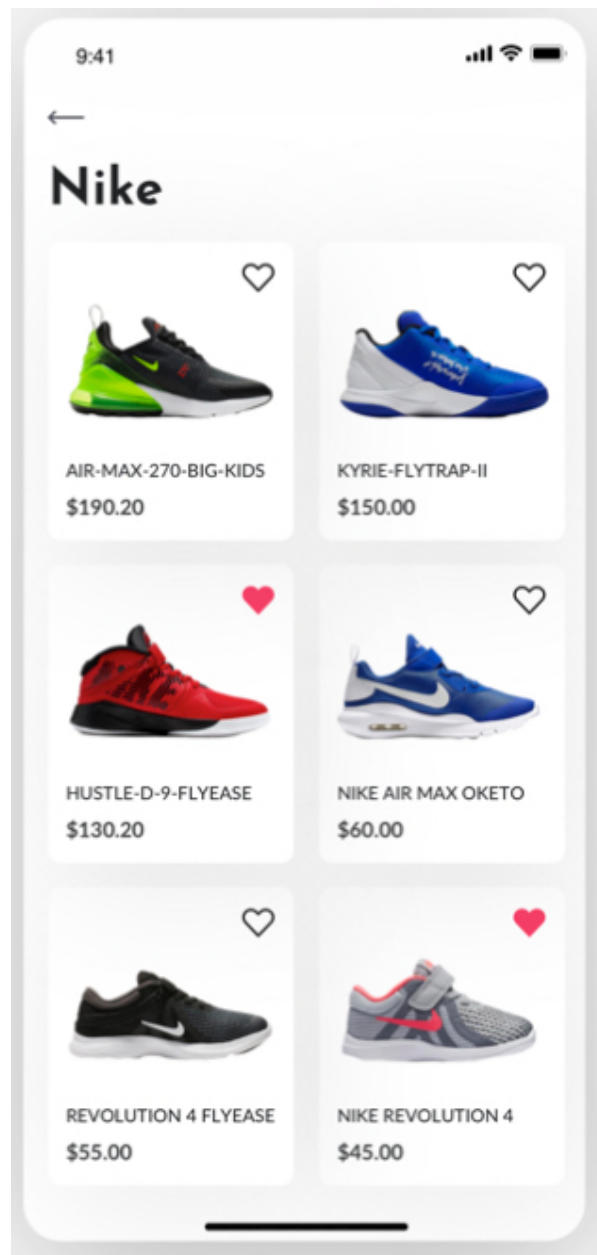 9:41
Nike
AIR-MAX-270-BIG-KIDS
$190.20
KYRIE-FLYTRAP-II
$150.00
HUSTLE-D-9-FLYEASE
$130.20
NIKE AIR MAX OKETO
$60.00
REVOLUTION 4 FLYEASE
$55.00
NIKE REVOLUTION 4
$45.00